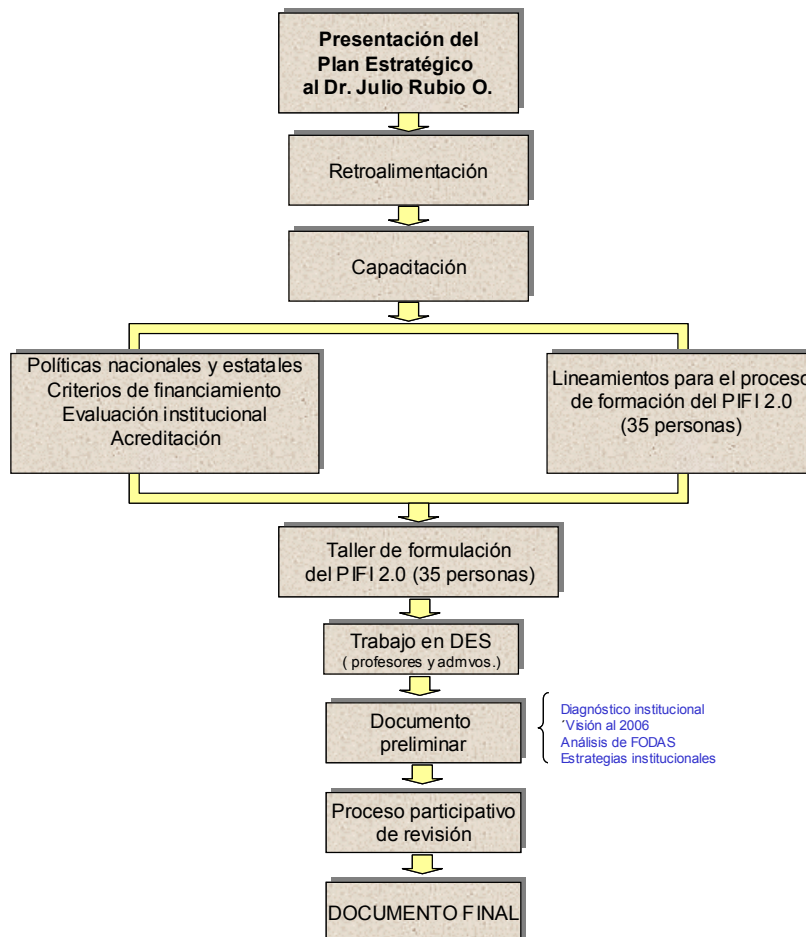 Presentación del
Plan Estratégico
al Dr. Julio Rubio O.
Retroalimentación
Capacitación
Políticas nacionales y estatales
Criterios de financiamiento
Evaluación institucional
Acreditación
Lineamientos para el proceso
de formación del PIFI 2.0
(35 personas)
Taller de formulación
del PIFI 2.0 (35 personas)
Trabajo en DES
( profesores y admvos.)
Documento
preliminar
Diagnóstico institucional
´Visión al 2006
Análisis de FODAS
Estrategias institucionales
Proceso participativo
de revisión
DOCUMENTO FINAL